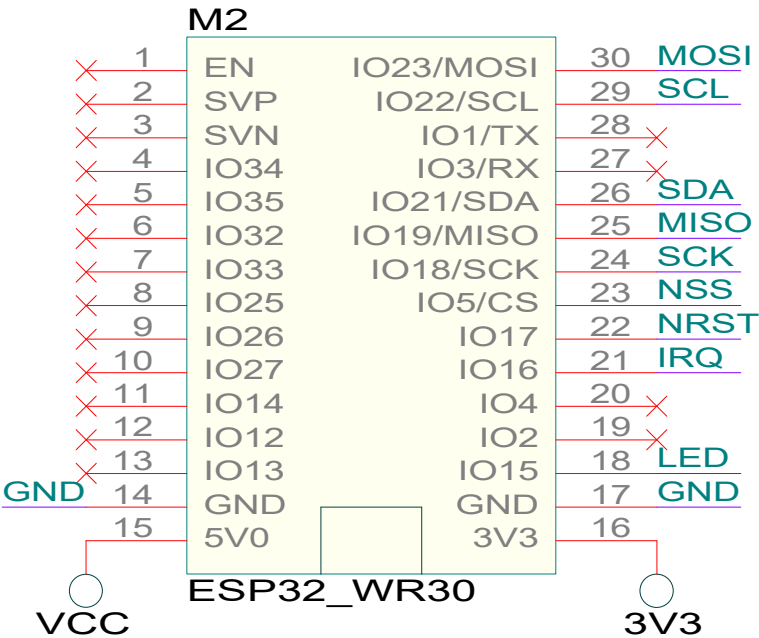 M2
1 EN IO23/MOSI 30 MOSI
2 SVP IO22/SCL 29 SCL
3 SVN IO1/TX 28
4 IO34 IO3/RX 27
5 IO35 IO21/SDA 26 SDA
6 IO32 IO19/MISO 25 MISO
7 IO33 IO18/SCK 24 SCK
8 IO25 IO5/CS 23 NSS
9 IO26 IO17 22 NRST
10 IO27 IO16 21 IRQ
11 IO14 IO4 20
12 IO12 IO2 19
13 IO13 IO15 18 LED
GND 14 GND GND 17 GND
15 5V0 3V3 16
ESP32_WR30
VCC 3V3